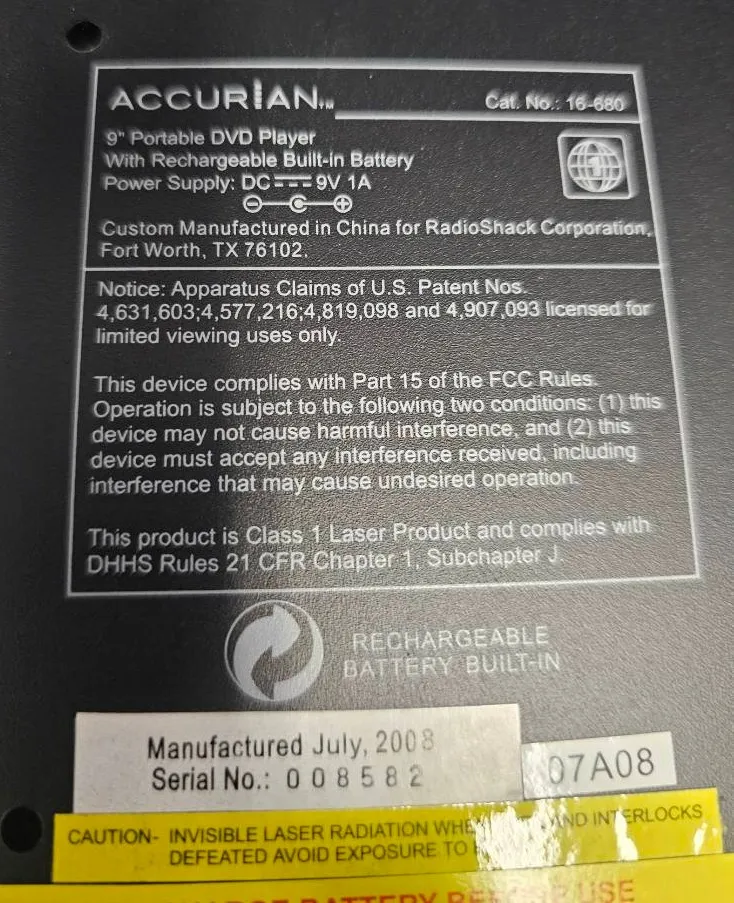 ACCURIAN™
Cat. No.: 16-680
9" Portable DVD Player
With Rechargeable Built-in Battery
Power Supply: DC⎓9V 1A
1
Custom Manufactured in China for RadioShack Corporation,
Fort Worth, TX 76102.
Notice: Apparatus Claims of U.S. Patent Nos.
4,631,603;4,577,216;4,819,098 and 4,907,093 licensed for
limited viewing uses only.
This device complies with Part 15 of the FCC Rules.
Operation is subject to the following two conditions: (1) this
device may not cause harmful interference, and (2) this
device must accept any interference received, including
interference that may cause undesired operation.
This product is Class 1 Laser Product and complies with
DHHS Rules 21 CFR Chapter 1, Subchapter J.
RECHARGEABLE
BATTERY BUILT-IN
Manufactured July, 2008
Serial No.: 008582
07A08
CAUTION- INVISIBLE LASER RADIATION AND INTERLOCKS
DEFEATED AVOID EXPOSURE TO
BATTERY BEFORE USE